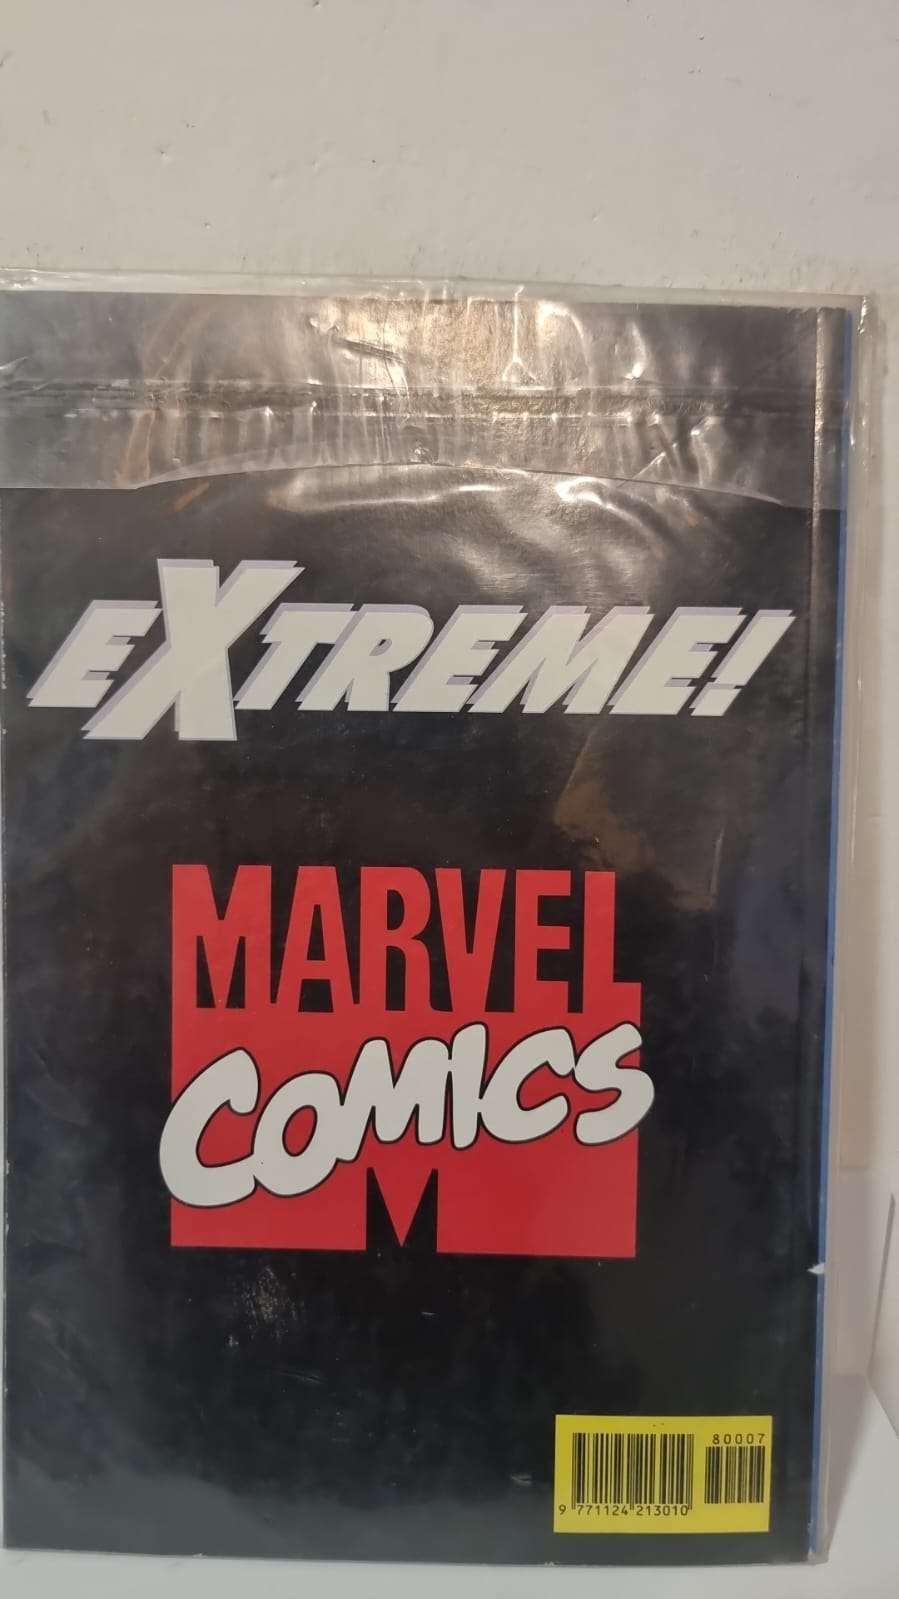 eXTREME!
MARVEL
COMICS
M
80007
9 771124 213010